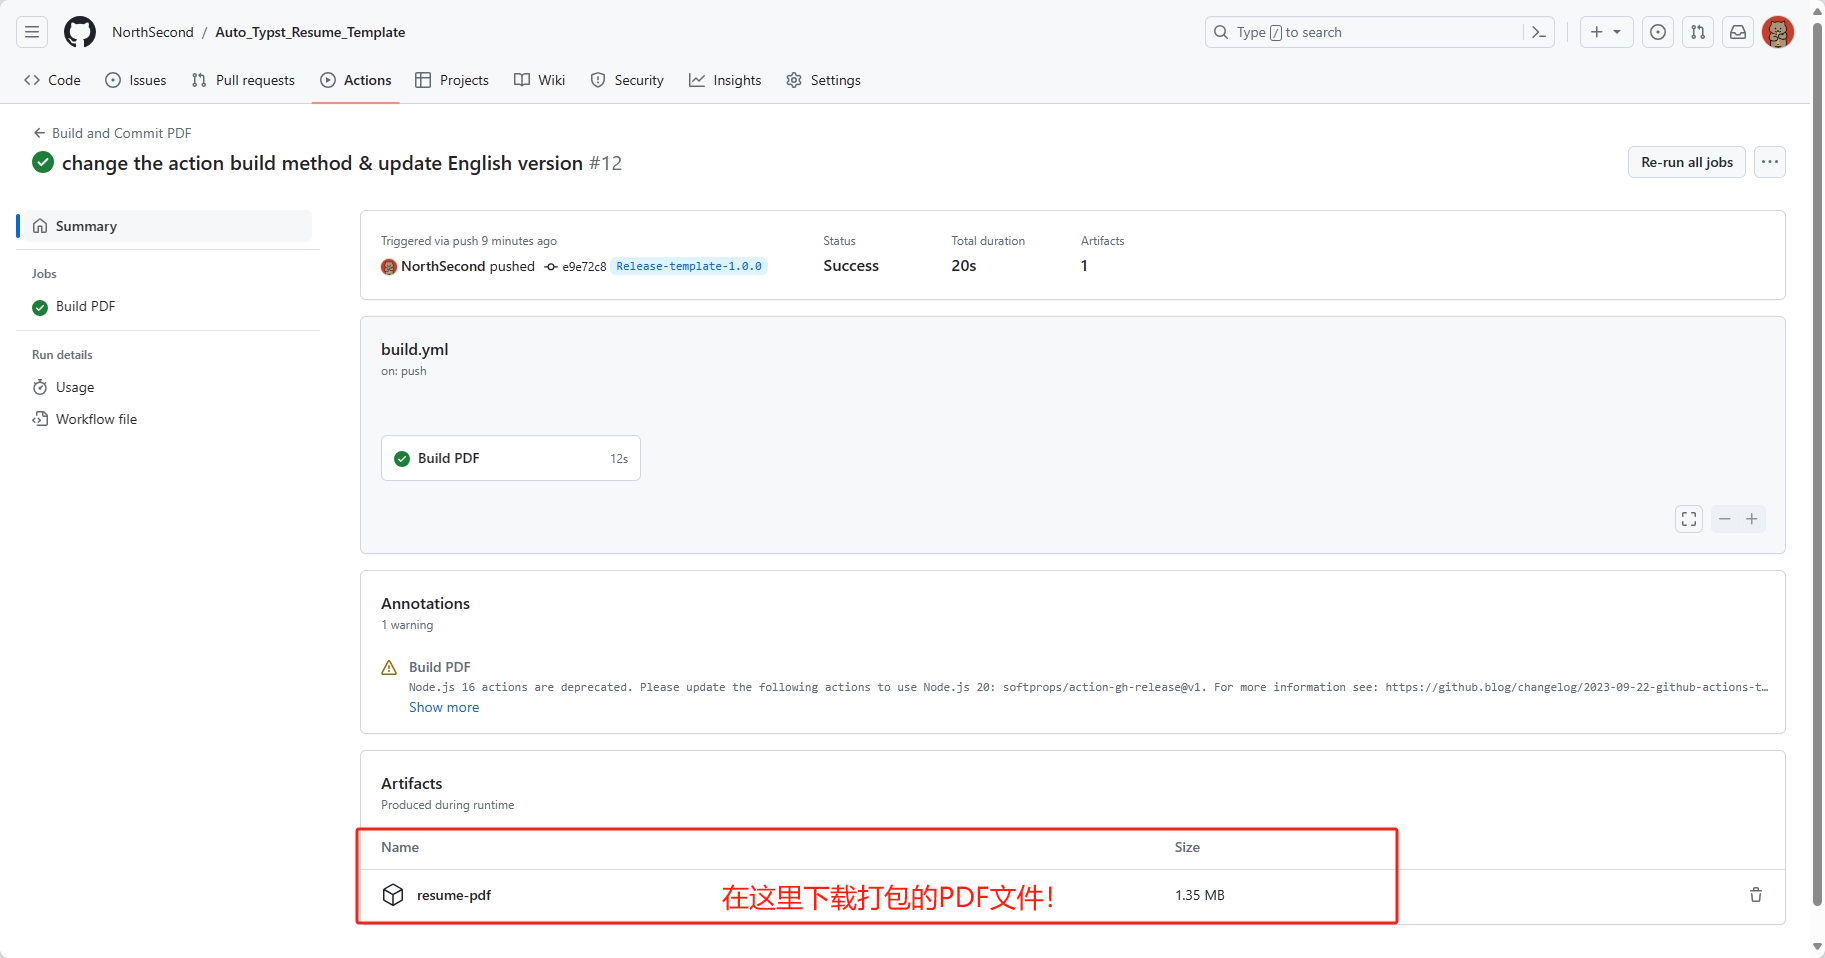 NorthSecond / Auto_Typst_Resume_Template
Type / to search
Code Issues Pull requests Actions Projects Wiki Security Insights Settings
Build and Commit PDF
change the action build method & update English version #12
Re-run all jobs
Summary
Jobs
Build PDF
Run details
Usage
Workflow file
Triggered via push 9 minutes ago
NorthSecond pushed e9e72c8 Release-template-1.0.0
Status
Success
Total duration
20s
Artifacts
1
build.yml
on: push
Build PDF 12s
Annotations
1 warning
Build PDF
Node.js 16 actions are deprecated. Please update the following actions to use Node.js 20: softprops/action-gh-release@v1. For more information see: https://github.blog/changelog/2023-09-22-github-actions-t…
Show more
Artifacts
Produced during runtime
Name Size
resume-pdf 在这里下载打包的PDF文件！ 1.35 MB